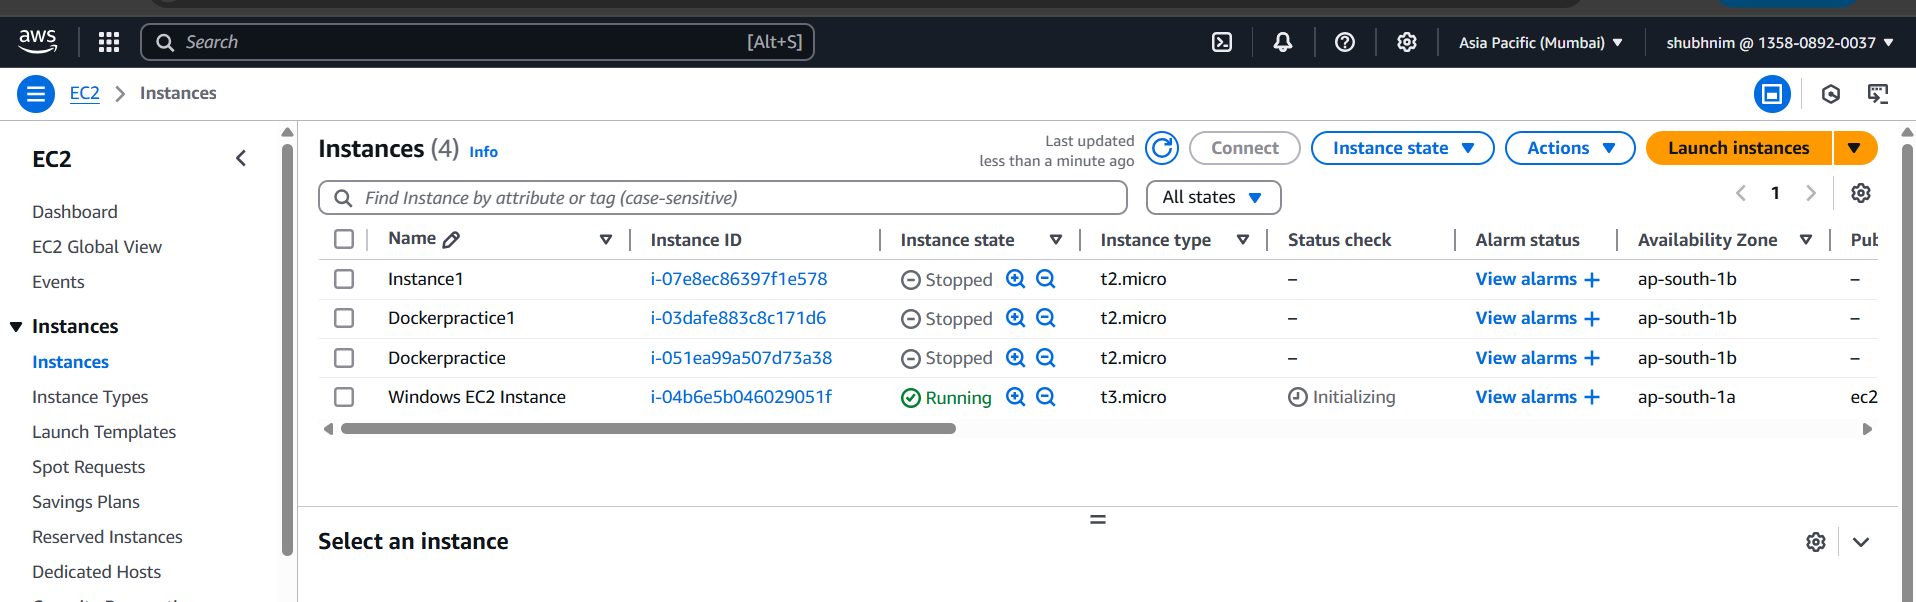 aws
Search [Alt+S]
Asia Pacific (Mumbai) shubhnim @ 1358-0892-0037
EC2 Instances
EC2
Dashboard
EC2 Global View
Events
Instances
Instances
Instance Types
Launch Templates
Spot Requests
Savings Plans
Reserved Instances
Dedicated Hosts
Instances (4) Info
Last updated
less than a minute ago
Connect Instance state Actions Launch instances
Find Instance by attribute or tag (case-sensitive) All states 1
Name Instance ID Instance state Instance type Status check Alarm status Availability Zone Pub
Instance1 i-07e8ec86397f1e578 Stopped t2.micro – View alarms + ap-south-1b –
Dockerpractice1 i-03dafe883c8c171d6 Stopped t2.micro – View alarms + ap-south-1b –
Dockerpractice i-051ea99a507d73a38 Stopped t2.micro – View alarms + ap-south-1b –
Windows EC2 Instance i-04b6e5b046029051f Running t3.micro Initializing View alarms + ap-south-1a ec2
Select an instance